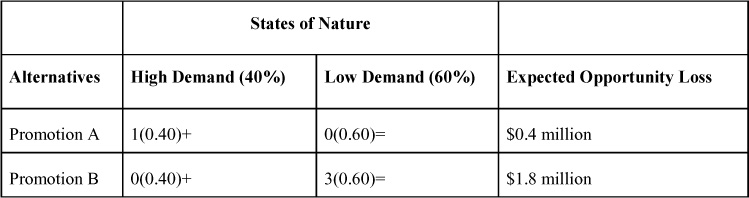 States of Nature
Alternatives High Demand (40%) Low Demand (60%) Expected Opportunity Loss
Promotion A 1(0.40)+ 0(0.60)= $0.4 million
Promotion B 0(0.40)+ 3(0.60)= $1.8 million